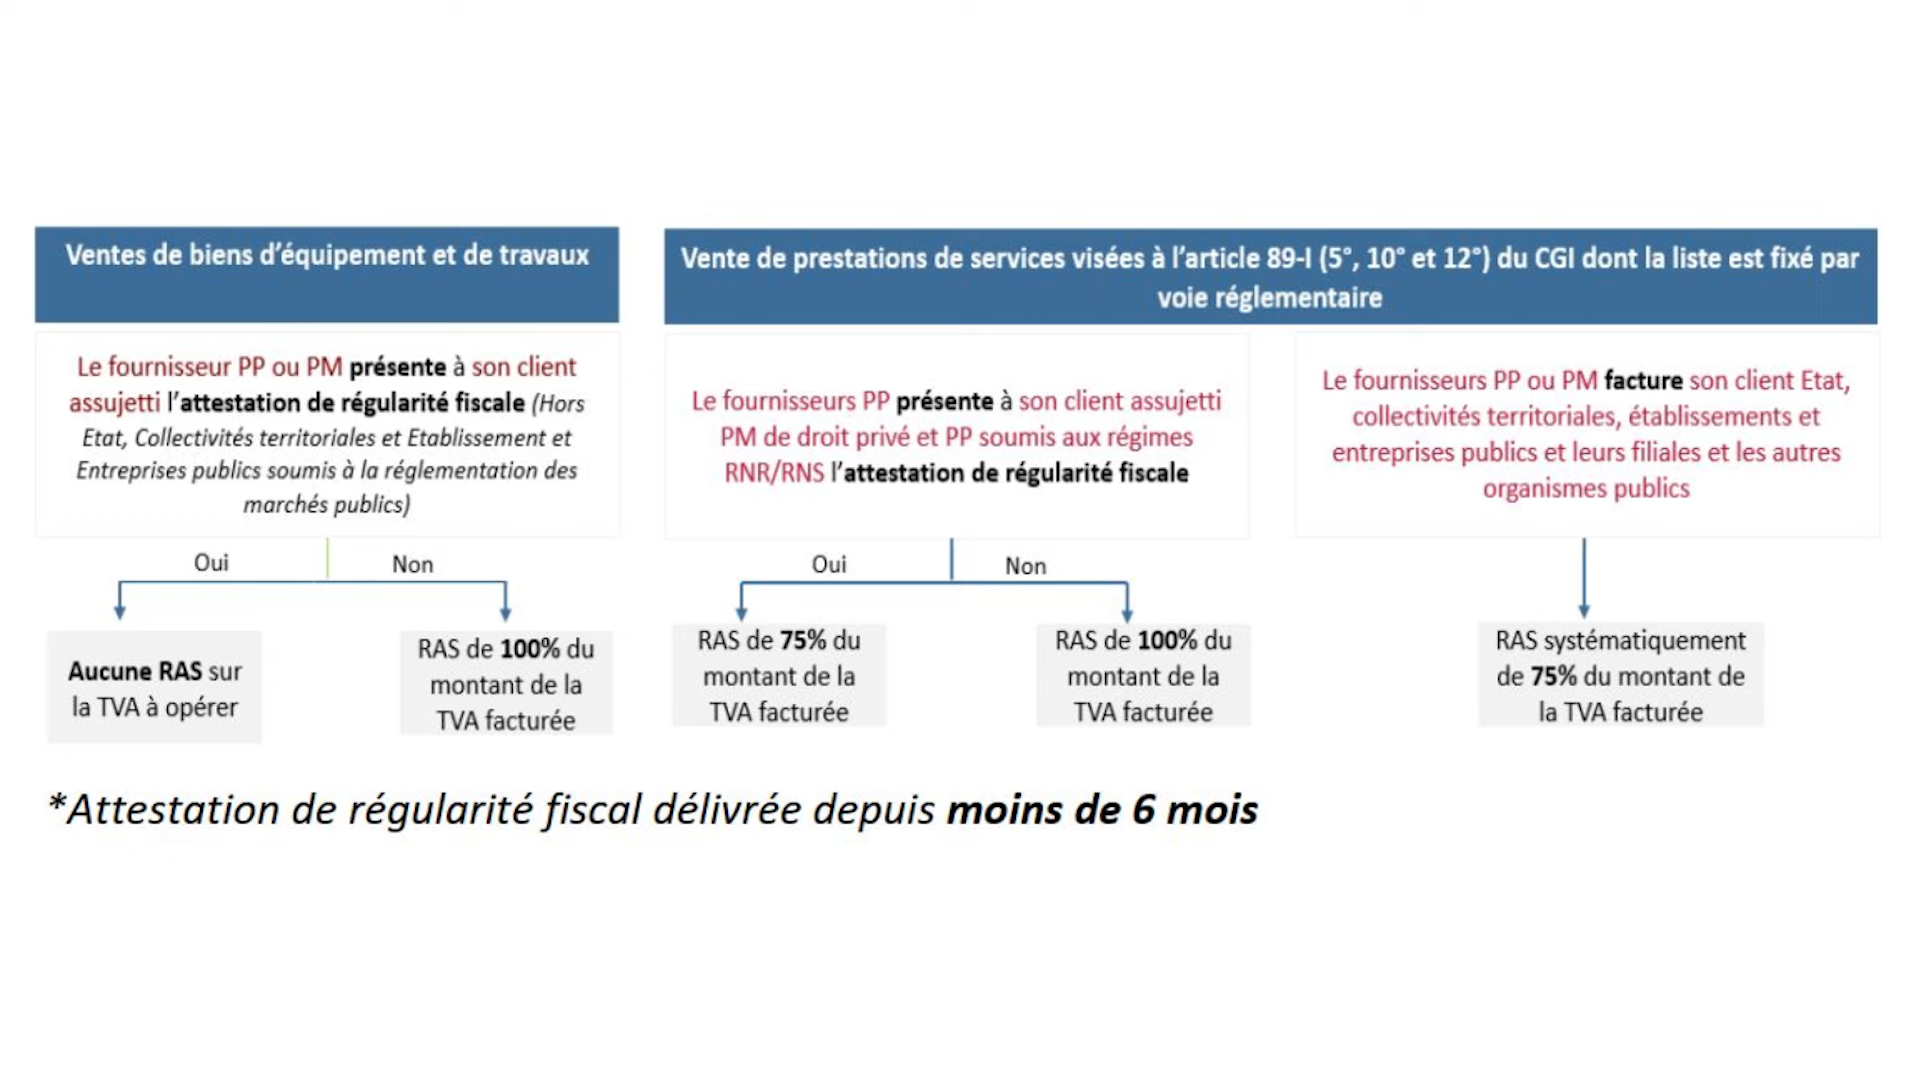 Ventes de biens d’équipement et de travaux
Le fournisseur PP ou PM présente à son client
assujetti l’attestation de régularité fiscale (Hors
Etat, Collectivités territoriales et Etablissement et
Entreprises publics soumis à la réglementation des
marchés publics)
Oui
Non
Aucune RAS sur
la TVA à opérer
RAS de 100% du
montant de la
TVA facturée
Vente de prestations de services visées à l’article 89-I (5°, 10° et 12°) du CGI dont la liste est fixé par
voie réglementaire
Le fournisseurs PP présente à son client assujetti
PM de droit privé et PP soumis aux régimes
RNR/RNS l’attestation de régularité fiscale
Oui
Non
RAS de 75% du
montant de la
TVA facturée
RAS de 100% du
montant de la
TVA facturée
Le fournisseurs PP ou PM facture son client Etat,
collectivités territoriales, établissements et
entreprises publics et leurs filiales et les autres
organismes publics
RAS systématiquement
de 75% du montant de
la TVA facturée
*Attestation de régularité fiscal délivrée depuis moins de 6 mois